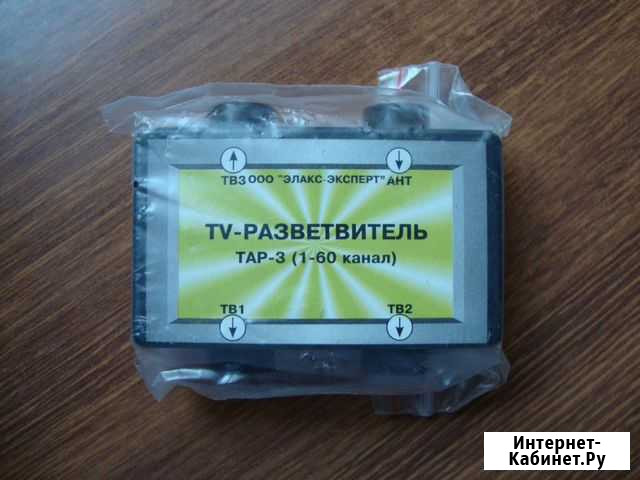 ТВ3 ООО "ЭЛАКС-ЭКСПЕРТ" АНТ
TV-РАЗВЕТВИТЕЛЬ
ТАР-3 (1-60 канал)
ТВ1 ТВ2
Интернет-
Кабинет.Ру